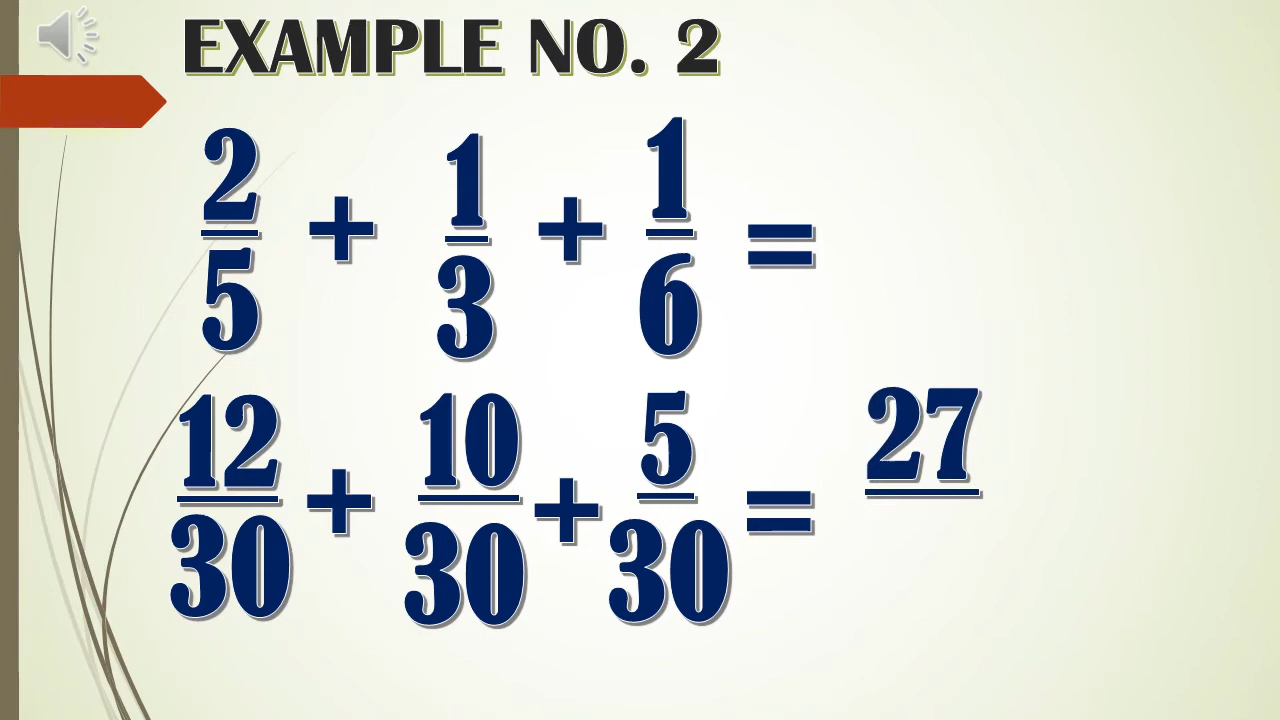 EXAMPLE NO. 2
2/5 + 1/3 + 1/6 =
12/30 + 10/30 + 5/30 = 27/